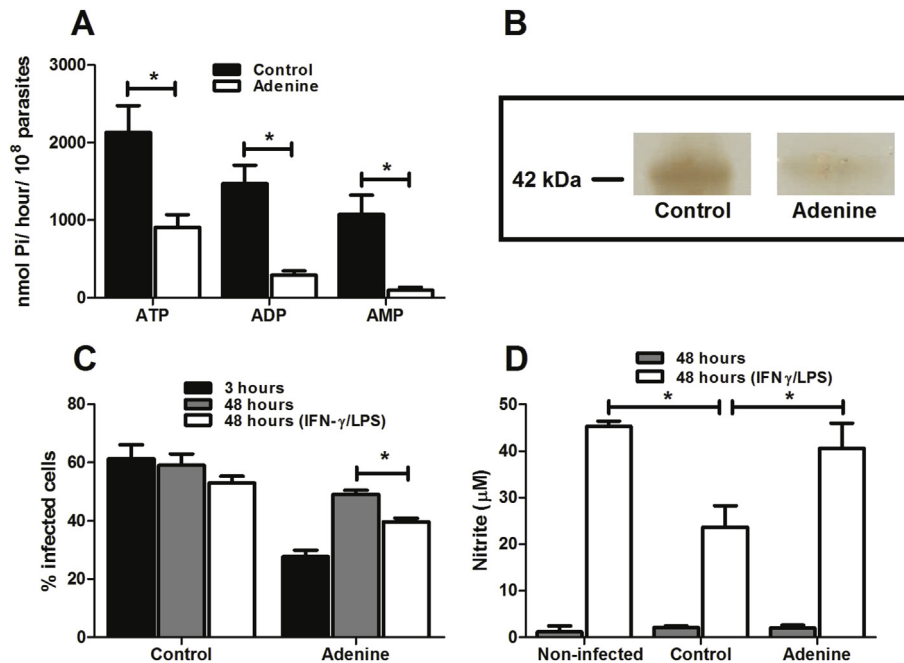 A
nmol Pi/ hour/ 10⁸ parasites
3000
2000
1000
0
Control
Adenine
*
*
*
ATP ADP AMP
B
42 kDa
Control Adenine
C
% infected cells
80
60
40
20
0
3 hours
48 hours
48 hours (IFN-γ/LPS)
*
Control Adenine
D
Nitrite (μM)
50
40
30
20
10
0
48 hours
48 hours (IFN γ/LPS)
*
*
Non-infected Control Adenine